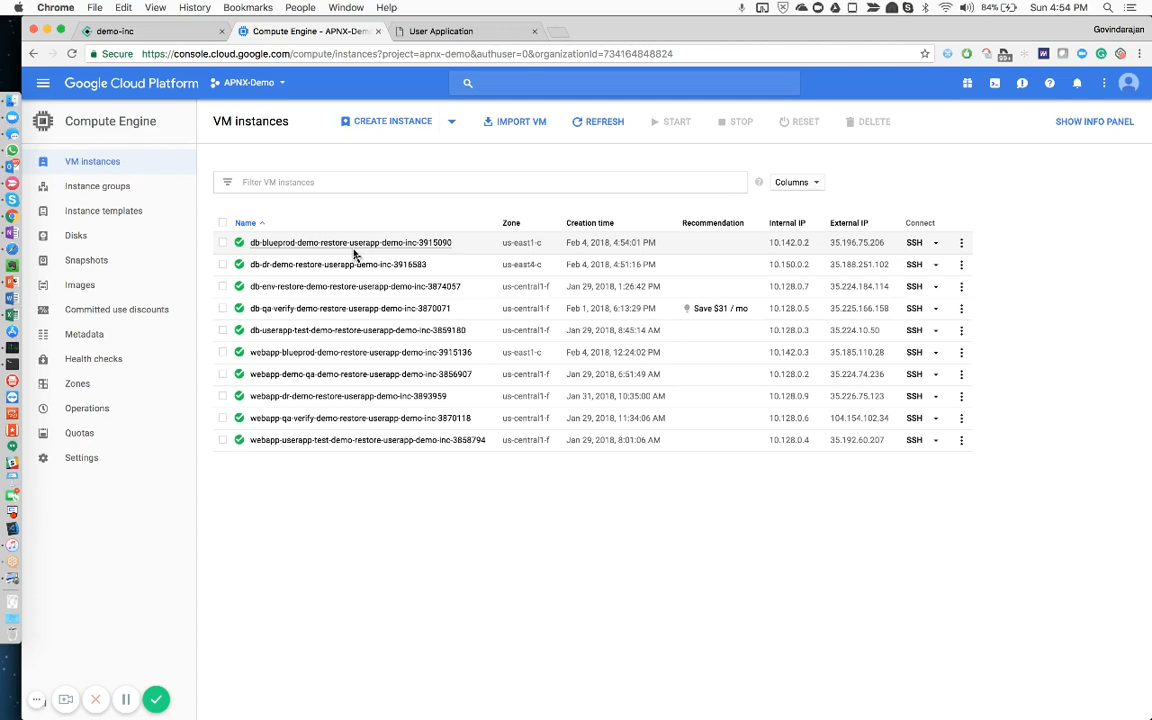 Chrome File Edit View History Bookmarks People Window Help 84% Sun 4:54 PM
demo-inc Compute Engine - APNX-Dem User Application Govindarajan
Secure https://console.cloud.google.com/compute/instances?project=apnx-demo&authuser=0&organizationId=734164848824 99+
Google Cloud Platform APNX-Demo
Compute Engine VM instances CREATE INSTANCE IMPORT VM REFRESH START STOP RESET DELETE SHOW INFO PANEL
VM instances
Instance groups
Instance templates
Disks
Snapshots
Images
Committed use discounts
Metadata
Health checks
Zones
Operations
Quotas
Settings
Filter VM instances Columns
Name Zone Creation time Recommendation Internal IP External IP Connect
db-blueprod-demo-restore-userapp-demo-inc-3915090 us-east1-c Feb 4, 2018, 4:54:01 PM 10.142.0.2 35.196.75.206 SSH
db-dr-demo-restore-userapp-demo-inc-3916583 us-east4-c Feb 4, 2018, 4:51:16 PM 10.150.0.2 35.188.251.102 SSH
db-env-restore-demo-restore-userapp-demo-inc-3874057 us-central1-f Jan 29, 2018, 1:26:42 PM 10.128.0.7 35.224.184.114 SSH
db-qa-verify-demo-restore-userapp-demo-inc-3870071 us-central1-f Feb 1, 2018, 6:13:29 PM Save $31 / mo 10.128.0.5 35.225.166.158 SSH
db-userapp-test-demo-restore-userapp-demo-inc-3859180 us-central1-f Jan 29, 2018, 8:45:14 AM 10.128.0.3 35.224.10.50 SSH
webapp-blueprod-demo-restore-userapp-demo-inc-3915136 us-east1-c Feb 4, 2018, 12:24:02 PM 10.142.0.3 35.185.110.28 SSH
webapp-demo-qa-demo-restore-userapp-demo-inc-3856907 us-central1-f Jan 29, 2018, 6:51:49 AM 10.128.0.2 35.224.74.236 SSH
webapp-dr-demo-restore-userapp-demo-inc-3893959 us-central1-f Jan 31, 2018, 10:35:00 AM 10.128.0.9 35.226.75.123 SSH
webapp-qa-verify-demo-restore-userapp-demo-inc-3870118 us-central1-f Jan 29, 2018, 11:34:06 AM 10.128.0.6 104.154.102.34 SSH
webapp-userapp-test-demo-restore-userapp-demo-inc-3858794 us-central1-f Jan 29, 2018, 8:01:06 AM 10.128.0.4 35.192.60.207 SSH